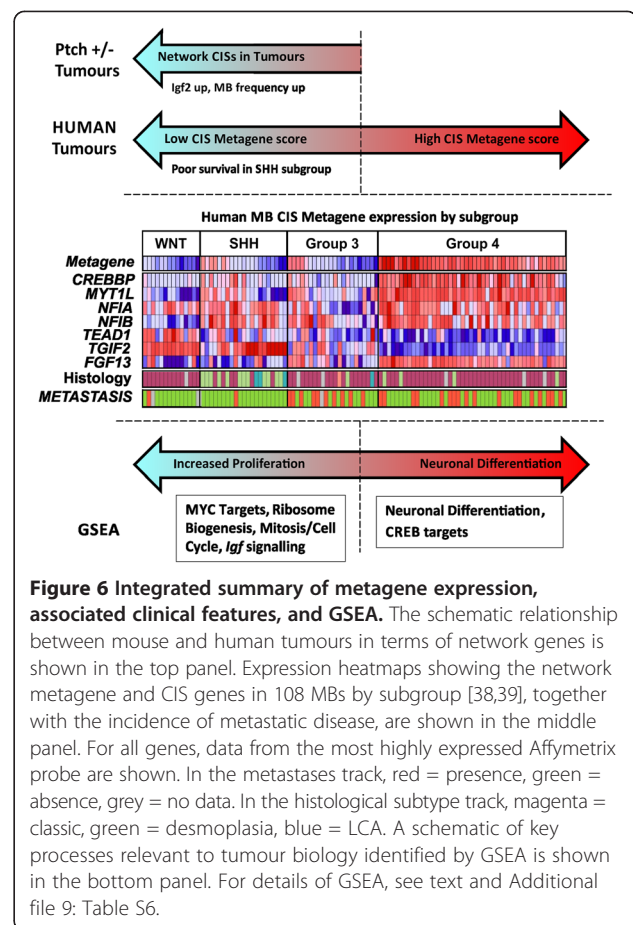 Ptch +/-
Tumours
Network CISs in Tumours
Igf2 up, MB frequency up
HUMAN
Tumours
Low CIS Metagene score
High CIS Metagene score
Poor survival in SHH subgroup
Human MB CIS Metagene expression by subgroup
WNT SHH Group 3 Group 4
Metagene
CREBBP
MYT1L
NFIA
NFIB
TEAD1
TGIF2
FGF13
Histology
METASTASIS
Increased Proliferation
Neuronal Differentiation
GSEA
MYC Targets, Ribosome
Biogenesis, Mitosis/Cell
Cycle, Igf signalling
Neuronal Differentiation,
CREB targets
Figure 6 Integrated summary of metagene expression,
associated clinical features, and GSEA. The schematic relationship
between mouse and human tumours in terms of network genes is
shown in the top panel. Expression heatmaps showing the network
metagene and CIS genes in 108 MBs by subgroup [38,39], together
with the incidence of metastatic disease, are shown in the middle
panel. For all genes, data from the most highly expressed Affymetrix
probe are shown. In the metastases track, red = presence, green =
absence, grey = no data. In the histological subtype track, magenta =
classic, green = desmoplasia, blue = LCA. A schematic of key
processes relevant to tumour biology identified by GSEA is shown
in the bottom panel. For details of GSEA, see text and Additional
file 9: Table S6.